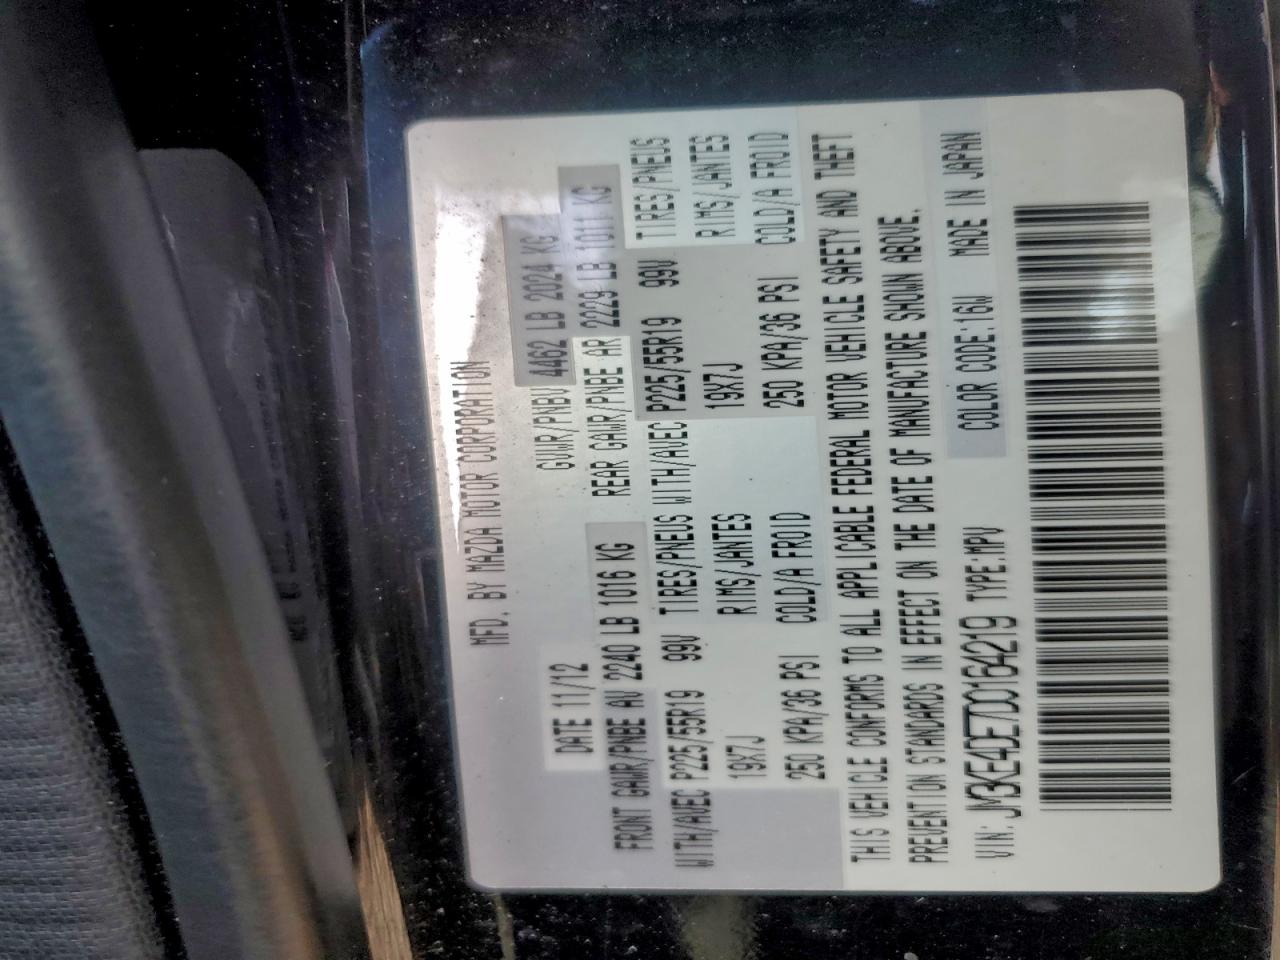 MFD. BY MAZDA MOTOR CORPORATION
DATE 11/12 GVWR/PNBV 4462 LB 2024 KG
FRONT GAWR/PNBE AV 2240 LB 1016 KG REAR GAWR/PNBE AR 2229 LB 1011 KG
WITH/AVEC P225/55R19 99V TIRES/PNEUS WITH/AVEC P225/55R19 99V TIRES/PNEUS
19X7J RIMS/JANTES 19X7J RIMS/JANTES
250 KPA/36 PSI COLD/A FROID 250 KPA/36 PSI COLD/A FROID
THIS VEHICLE CONFORMS TO ALL APPLICABLE FEDERAL MOTOR VEHICLE SAFETY AND THEFT
PREVENTION STANDARDS IN EFFECT ON THE DATE OF MANUFACTURE SHOWN ABOVE.
VIN: JM3KE4DE7D0164219 TYPE:MPV COLOR CODE:16W MADE IN JAPAN